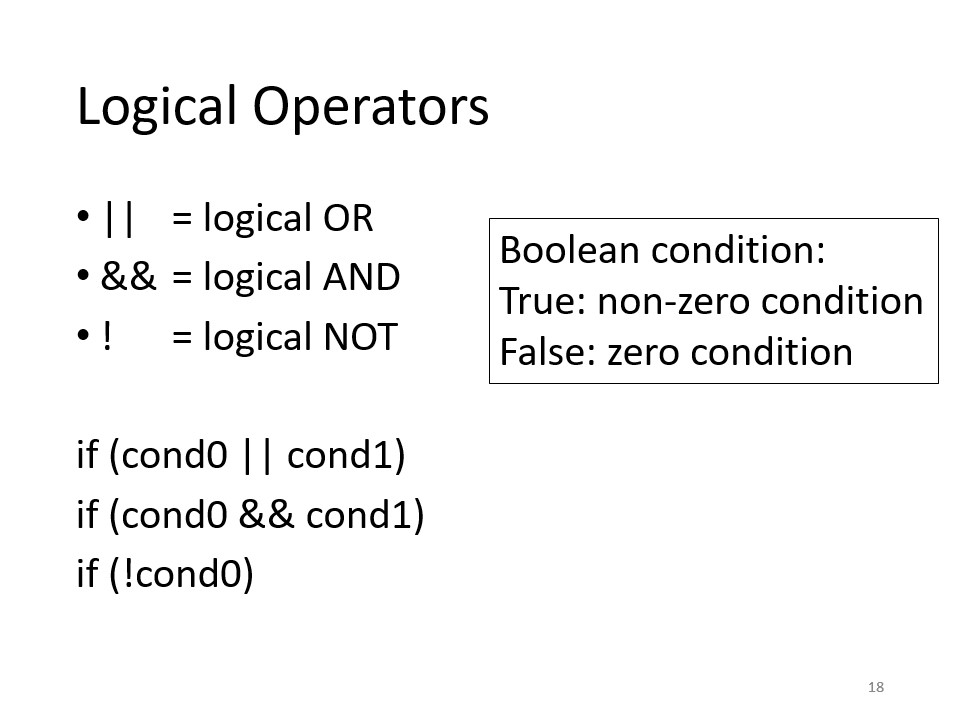 Logical Operators
• || = logical OR
• && = logical AND
• ! = logical NOT
Boolean condition:
True: non-zero condition
False: zero condition
if (cond0 || cond1)
if (cond0 && cond1)
if (!cond0)
18